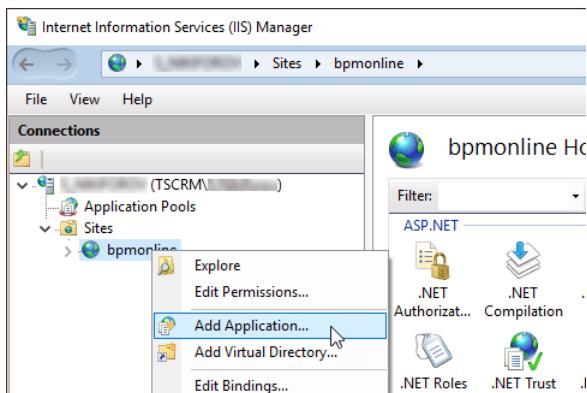 Internet Information Services (IIS) Manager
Sites bpmonline
File View Help
Connections
(TSCRM\ )
Application Pools
Sites
bpmonline
Explore
Edit Permissions...
Add Application...
Add Virtual Directory...
Edit Bindings...
bpmonline Ho
Filter:
ASP.NET
.NET Authorizat...
.NET Compilation
.NET Roles
.NET Trust